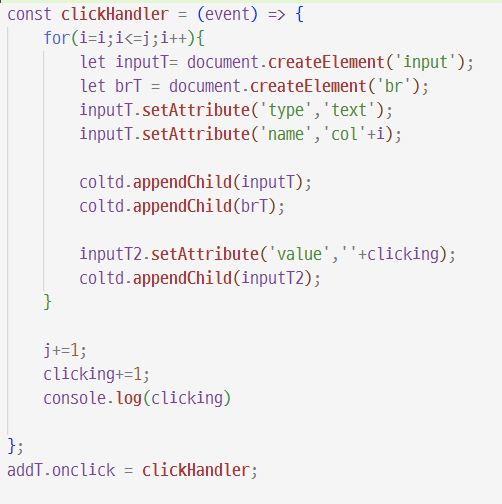 const clickHandler = (event) => {
for(i=i;i<=j;i++){
let inputT= document.createElement('input');
let brT = document.createElement('br');
inputT.setAttribute('type','text');
inputT.setAttribute('name','col'+i);
coltd.appendChild(inputT);
coltd.appendChild(brT);
inputT2.setAttribute('value',''+clicking);
coltd.appendChild(inputT2);
}
j+=1;
clicking+=1;
console.log(clicking)
};
addT.onclick = clickHandler;